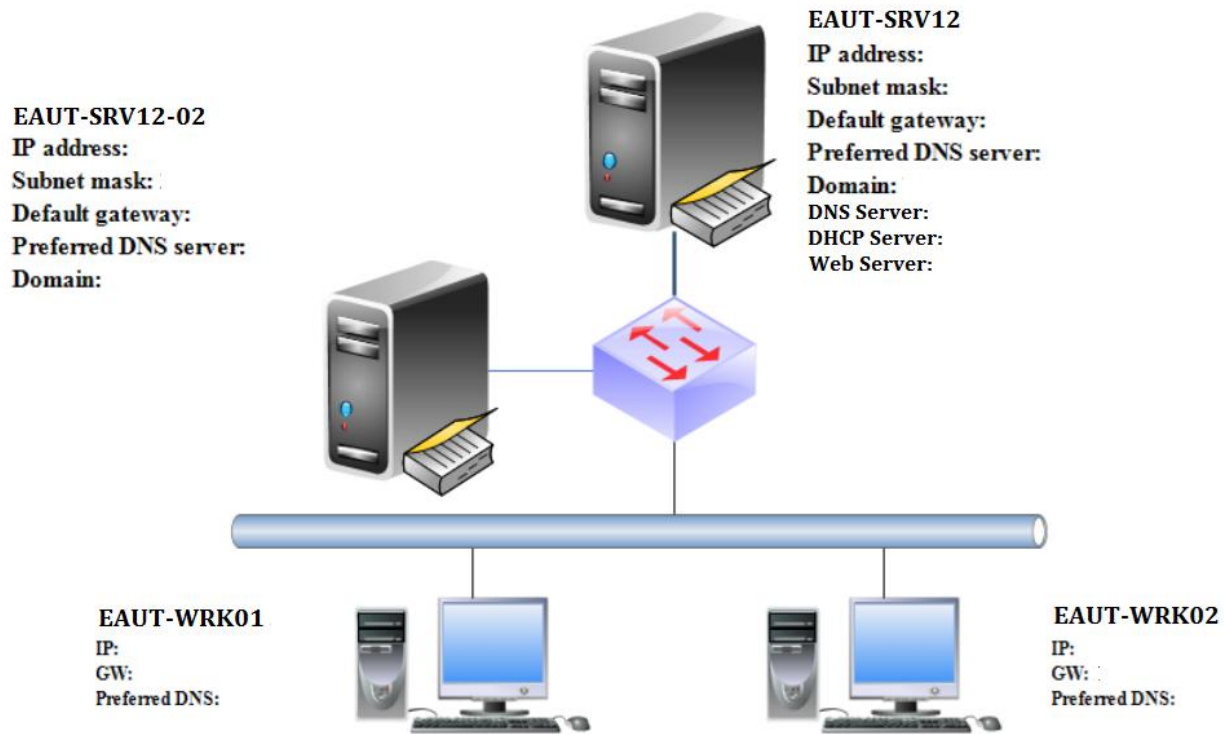 EAUT-SRV12
IP address:
Subnet mask:
Default gateway:
Preferred DNS server:
Domain:
DNS Server:
DHCP Server:
Web Server:
EAUT-SRV12-02
IP address:
Subnet mask:
Default gateway:
Preferred DNS server:
Domain:
EAUT-WRK01
IP:
GW:
Preferred DNS:
EAUT-WRK02
IP:
GW:
Preferred DNS: